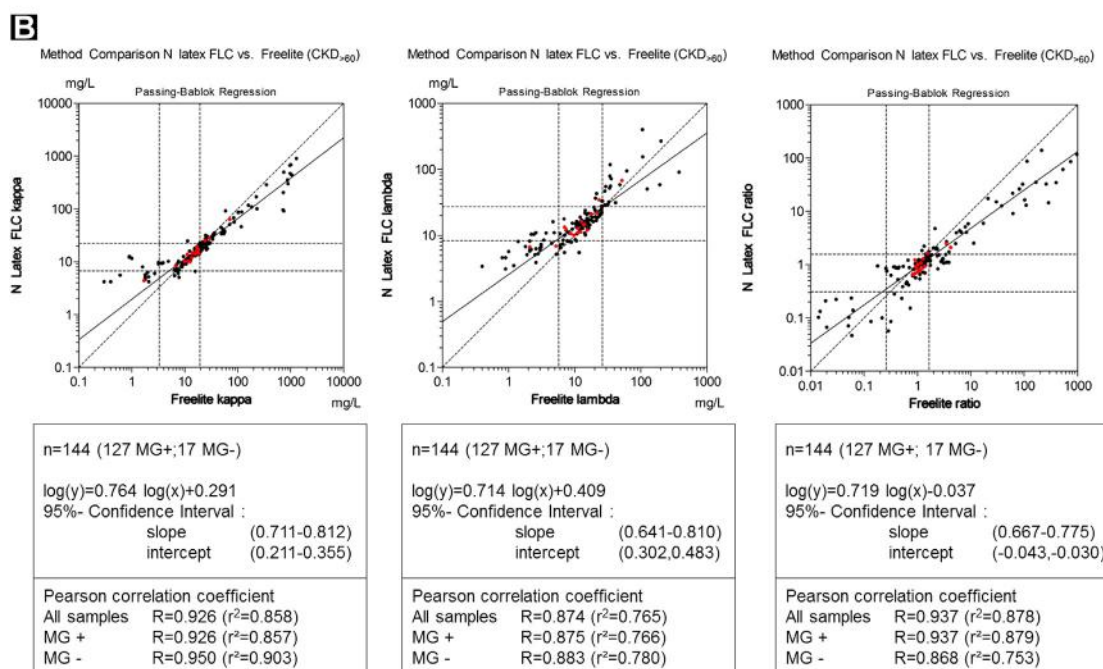 B
Method Comparison N latex FLC vs. Freelite (CKD>60)
mg/L
Passing-Bablok Regression
10000
1000
100
10
1
0.1
N Latex FLC kappa
0.1 1 10 100 1000 10000
Freelite kappa
mg/L
n=144 (127 MG+;17 MG-)
log(y)=0.764 log(x)+0.291
95%- Confidence Interval :
slope (0.711-0.812)
intercept (0.211-0.355)
Pearson correlation coefficient
All samples R=0.926 (r²=0.858)
MG + R=0.926 (r²=0.857)
MG - R=0.950 (r²=0.903)
Method Comparison N latex FLC vs. Freelite (CKD>60)
mg/L
Passing-Bablok Regression
1000
100
10
1
0.1
N Latex FLC lambda
0.1 1 10 100 1000
Freelite lambda
mg/L
n=144 (127 MG+;17 MG-)
log(y)=0.714 log(x)+0.409
95%- Confidence Interval :
slope (0.641-0.810)
intercept (0.302,0.483)
Pearson correlation coefficient
All samples R=0.874 (r²=0.765)
MG + R=0.875 (r²=0.766)
MG - R=0.883 (r²=0.780)
Method Comparison N latex FLC vs. Freelite (CKD>60)
Passing-Bablok Regression
1000
100
10
1
0.1
0.01
N Latex FLC ratio
0.01 0.1 1 10 100 1000
Freelite ratio
n=144 (127 MG+; 17 MG-)
log(y)=0.719 log(x)-0.037
95%- Confidence Interval :
slope (0.667-0.775)
intercept (-0.043,-0.030)
Pearson correlation coefficient
All samples R=0.937 (r²=0.878)
MG + R=0.937 (r²=0.879)
MG - R=0.868 (r²=0.753)